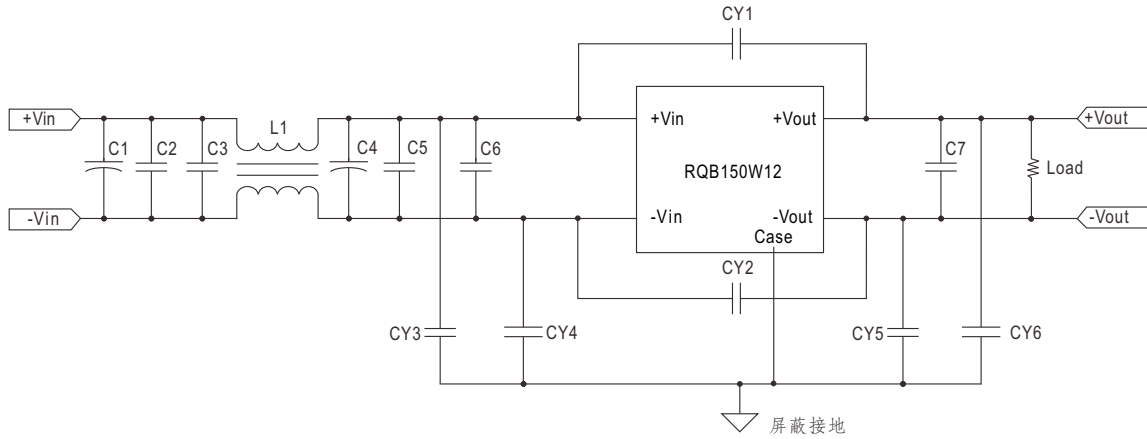 CY1
+Vin
L1
+Vin
+Vout
+Vout
C1
C2
C3
C4
C5
C6
RQB150W12
C7
Load
-Vin
-Vin
-Vout
-Vout
Case
CY2
CY3
CY4
CY5
CY6
屏蔽接地